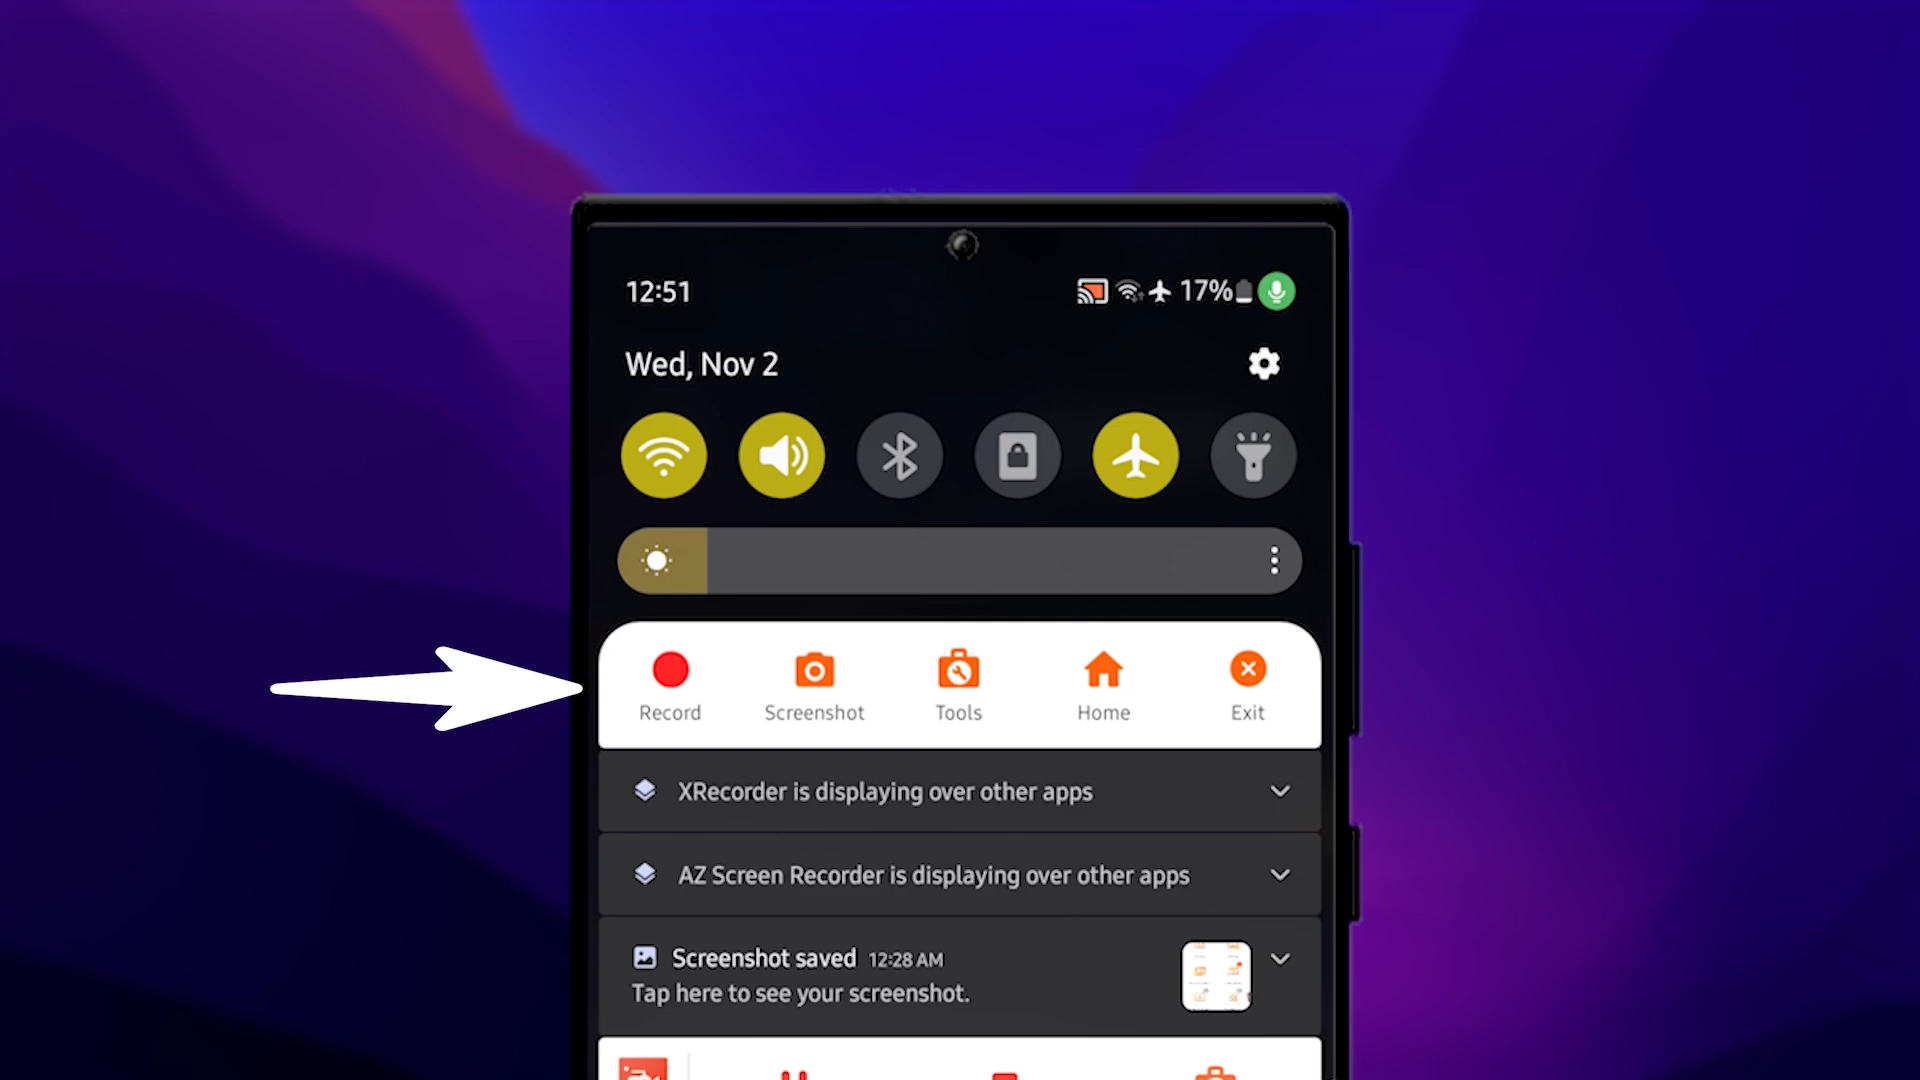 12:51 17%
Wed, Nov 2
Record Screenshot Tools Home Exit
XRecorder is displaying over other apps
AZ Screen Recorder is displaying over other apps
Screenshot saved 12:28 AM
Tap here to see your screenshot.